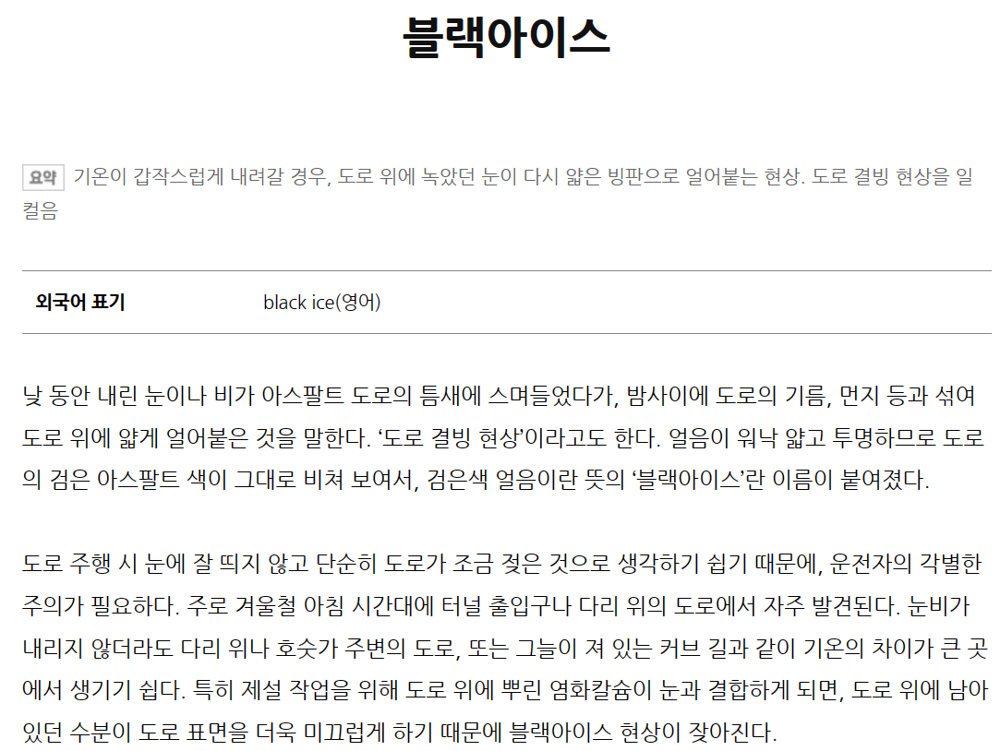 블랙아이스
요약 기온이 갑작스럽게 내려갈 경우, 도로 위에 녹았던 눈이 다시 얇은 빙판으로 얼어붙는 현상. 도로 결빙 현상을 일
컬음
외국어 표기 black ice(영어)
낮 동안 내린 눈이나 비가 아스팔트 도로의 틈새에 스며들었다가, 밤사이에 도로의 기름, 먼지 등과 섞여
도로 위에 얇게 얼어붙은 것을 말한다. ‘도로 결빙 현상’이라고도 한다. 얼음이 워낙 얇고 투명하므로 도로
의 검은 아스팔트 색이 그대로 비쳐 보여서, 검은색 얼음이란 뜻의 ‘블랙아이스’란 이름이 붙여졌다.
도로 주행 시 눈에 잘 띄지 않고 단순히 도로가 조금 젖은 것으로 생각하기 쉽기 때문에, 운전자의 각별한
주의가 필요하다. 주로 겨울철 아침 시간대에 터널 출입구나 다리 위의 도로에서 자주 발견된다. 눈비가
내리지 않더라도 다리 위나 호숫가 주변의 도로, 또는 그늘이 져 있는 커브 길과 같이 기온의 차이가 큰 곳
에서 생기기 쉽다. 특히 제설 작업을 위해 도로 위에 뿌린 염화칼슘이 눈과 결합하게 되면, 도로 위에 남아
있던 수분이 도로 표면을 더욱 미끄럽게 하기 때문에 블랙아이스 현상이 잦아진다.